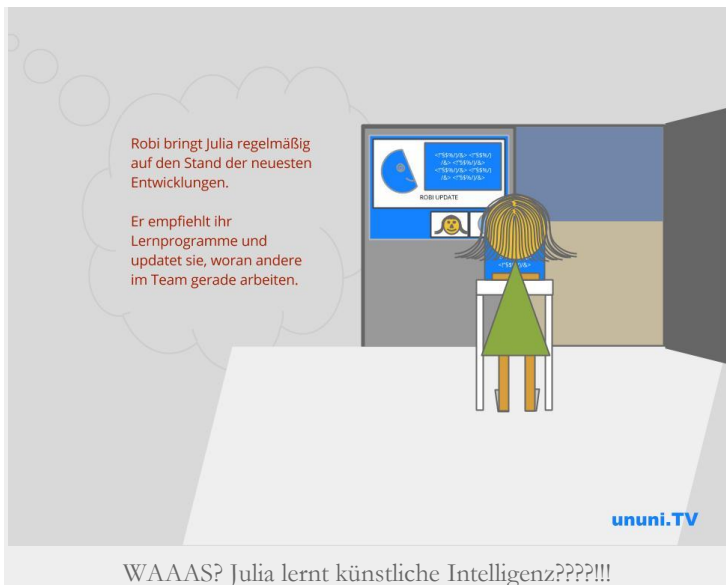 Robi bringt Julia regelmäßig
auf den Stand der neuesten
Entwicklungen.
Er empfiehlt ihr
Lernprogramme und
updatet sie, woran andere
im Team gerade arbeiten.
ROBI UPDATE
ununi.TV
WAAAS? Julia lernt künstliche Intelligenz????!!!